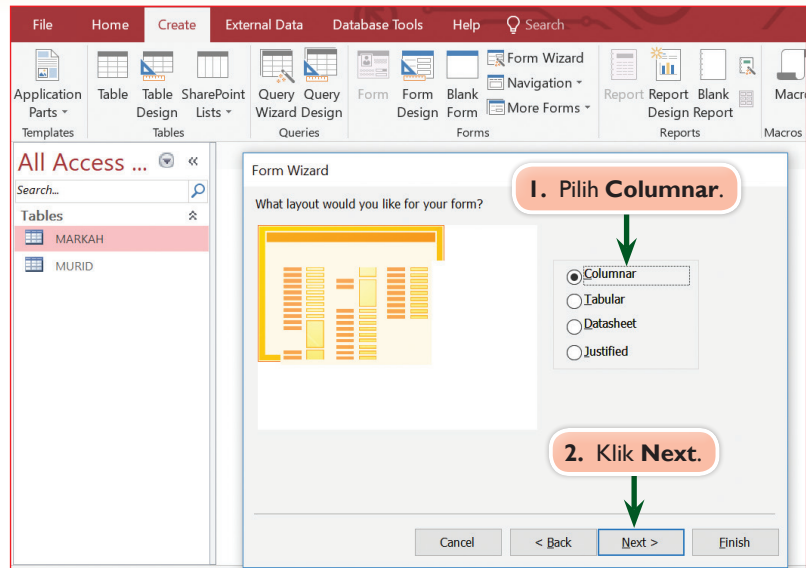 File Home Create External Data Database Tools Help Search
Application Parts
Table
Table Design
SharePoint Lists
Query Wizard
Query Design
Form
Form Design
Blank Form
Form Wizard
Navigation
More Forms
Report
Report Design
Blank Report
Macro
Templates Tables Queries Forms Reports Macros
All Access ...
Search...
Tables
MARKAH
MURID
Form Wizard
What layout would you like for your form?
1. Pilih Columnar.
Columnar
Tabular
Datasheet
Justified
2. Klik Next.
Cancel < Back Next > Finish